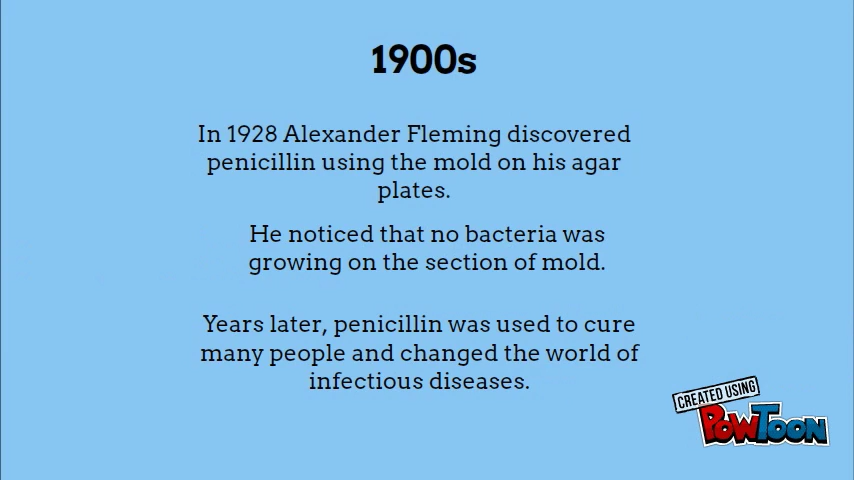 1900s
In 1928 Alexander Fleming discovered
penicillin using the mold on his agar
plates.
He noticed that no bacteria was
growing on the section of mold.
Years later, penicillin was used to cure
many people and changed the world of
infectious diseases.
CREATED USING
POWTOON